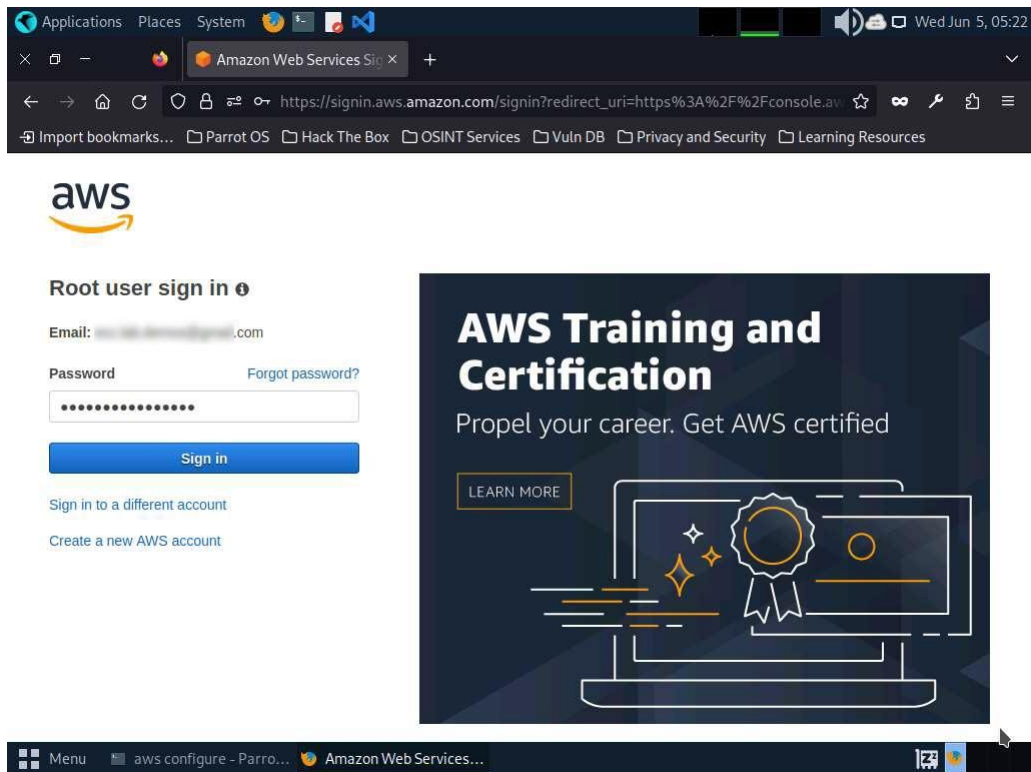 Applications Places System Wed Jun 5, 05:22
Amazon Web Services Sig
https://signin.aws.amazon.com/signin?redirect_uri=https%3A%2F%2Fconsole.aw
Import bookmarks... Parrot OS Hack The Box OSINT Services Vuln DB Privacy and Security Learning Resources
aws
Root user sign in
Email: .com
Password Forgot password?
Sign in
Sign in to a different account
Create a new AWS account
AWS Training and
Certification
Propel your career. Get AWS certified
LEARN MORE
Menu aws configure - Parro... Amazon Web Services...